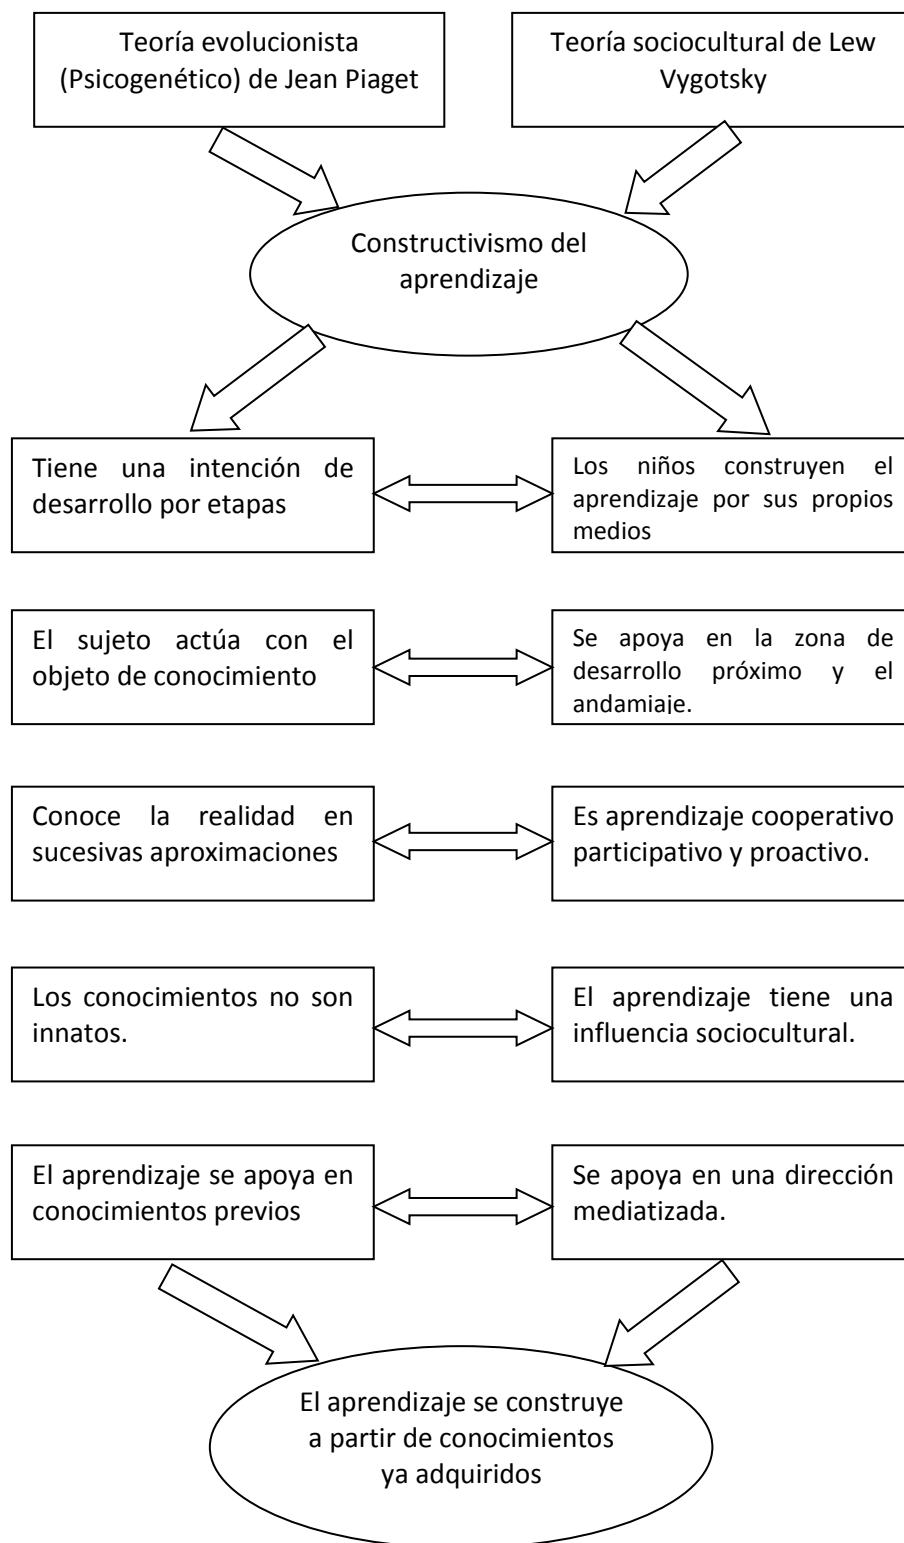 Teoría evolucionista
(Psicogenético) de Jean Piaget
Teoría sociocultural de Lew
Vygotsky
Constructivismo del
aprendizaje
Tiene una intención de
desarrollo por etapas
Los niños construyen el
aprendizaje por sus propios
medios
El sujeto actúa con el
objeto de conocimiento
Se apoya en la zona de
desarrollo próximo y el
andamiaje.
Conoce la realidad en
sucesivas aproximaciones
Es aprendizaje cooperativo
participativo y proactivo.
Los conocimientos no son
innatos.
El aprendizaje tiene una
influencia sociocultural.
El aprendizaje se apoya en
conocimientos previos
Se apoya en una dirección
mediatizada.
El aprendizaje se construye
a partir de conocimientos
ya adquiridos